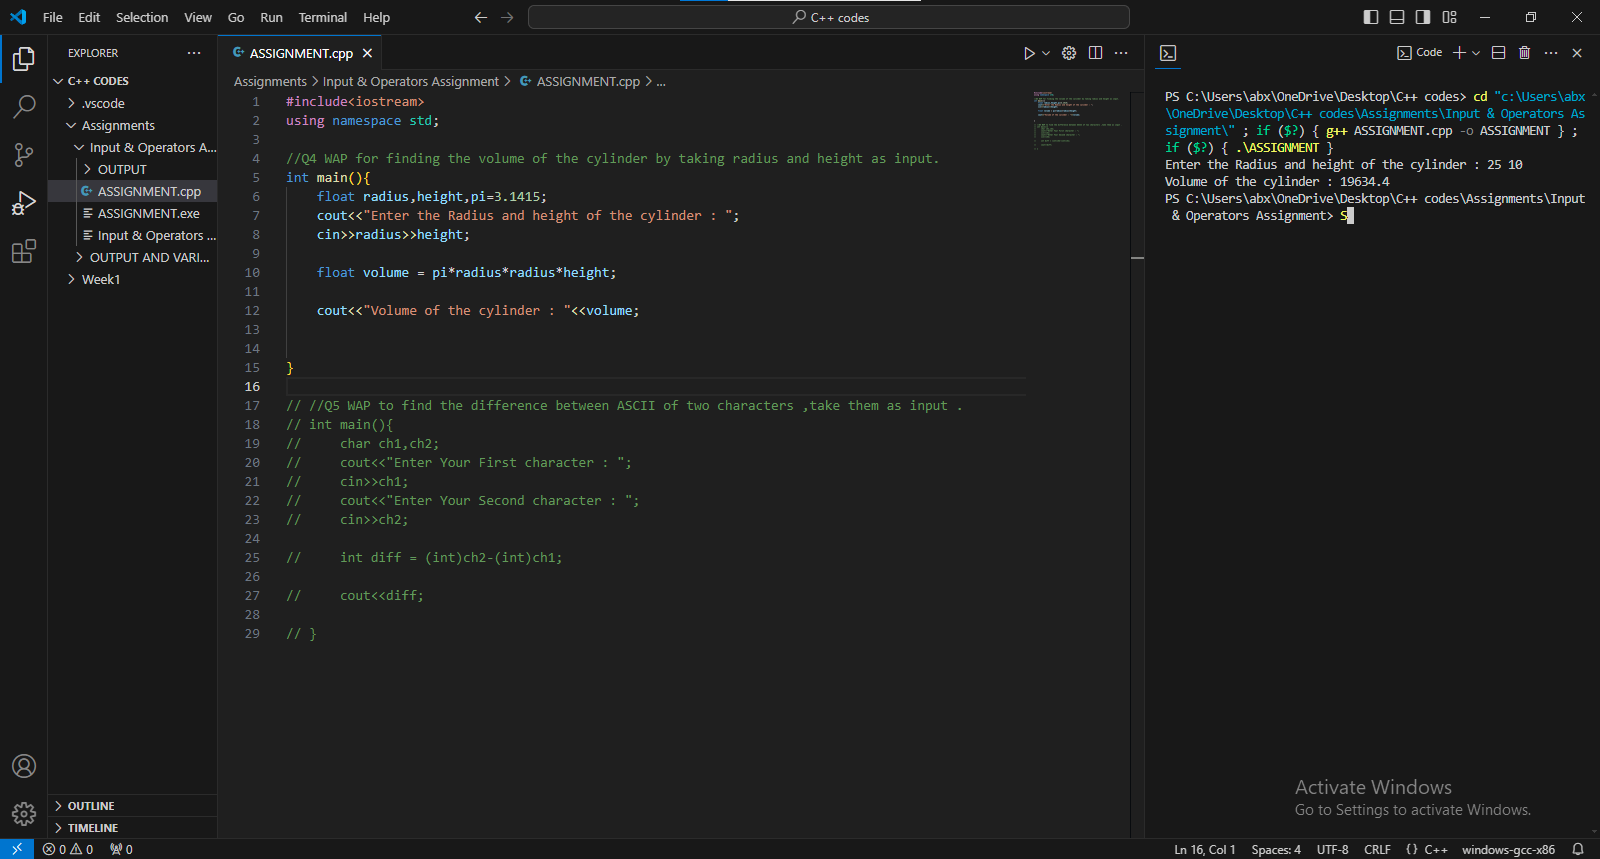 File Edit Selection View Go Run Terminal Help
C++ codes
EXPLORER
C++ CODES
.vscode
Assignments
Input & Operators A...
OUTPUT
ASSIGNMENT.cpp
ASSIGNMENT.exe
Input & Operators ...
OUTPUT AND VARI...
Week1
OUTLINE
TIMELINE
ASSIGNMENT.cpp
Assignments > Input & Operators Assignment > ASSIGNMENT.cpp > ...
1 #include<iostream>
2 using namespace std;
3
4 //Q4 WAP for finding the volume of the cylinder by taking radius and height as input.
5 int main(){
6 float radius,height,pi=3.1415;
7 cout<<"Enter the Radius and height of the cylinder : ";
8 cin>>radius>>height;
9
10 float volume = pi*radius*radius*height;
11
12 cout<<"Volume of the cylinder : "<<volume;
13
14
15 }
16
17 // //Q5 WAP to find the difference between ASCII of two characters ,take them as input .
18 // int main(){
19 // char ch1,ch2;
20 // cout<<"Enter Your First character : ";
21 // cin>>ch1;
22 // cout<<"Enter Your Second character : ";
23 // cin>>ch2;
24
25 // int diff = (int)ch2-(int)ch1;
26
27 // cout<<diff;
28
29 // }
Code
PS C:\Users\abx\OneDrive\Desktop\C++ codes> cd "c:\Users\abx
\OneDrive\Desktop\C++ codes\Assignments\Input & Operators As
signment\" ; if ($?) { g++ ASSIGNMENT.cpp -o ASSIGNMENT } ;
if ($?) { .\ASSIGNMENT }
Enter the Radius and height of the cylinder : 25 10
Volume of the cylinder : 19634.4
PS C:\Users\abx\OneDrive\Desktop\C++ codes\Assignments\Input
& Operators Assignment> S
Activate Windows
Go to Settings to activate Windows.
0 0 0
Ln 16, Col 1 Spaces: 4 UTF-8 CRLF {} C++ windows-gcc-x86